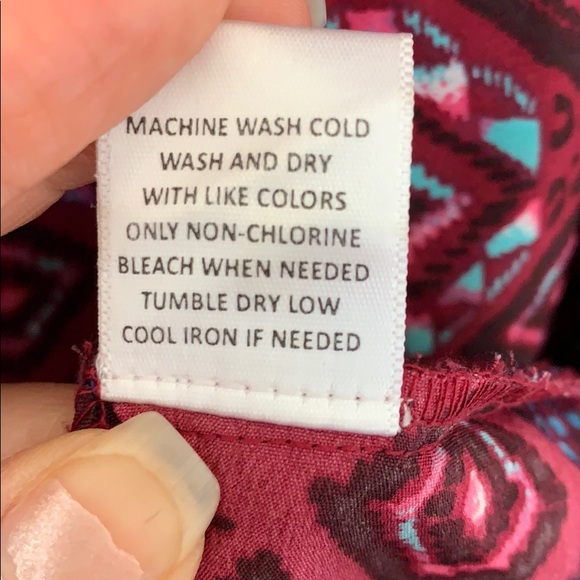 MACHINE WASH COLD
WASH AND DRY
WITH LIKE COLORS
ONLY NON-CHLORINE
BLEACH WHEN NEEDED
TUMBLE DRY LOW
COOL IRON IF NEEDED